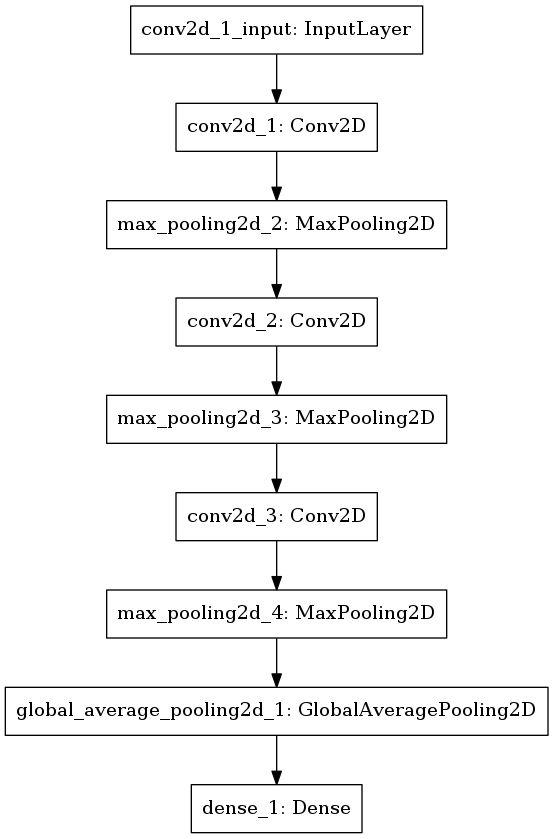 conv2d_1_input: InputLayer
conv2d_1: Conv2D
max_pooling2d_2: MaxPooling2D
conv2d_2: Conv2D
max_pooling2d_3: MaxPooling2D
conv2d_3: Conv2D
max_pooling2d_4: MaxPooling2D
global_average_pooling2d_1: GlobalAveragePooling2D
dense_1: Dense